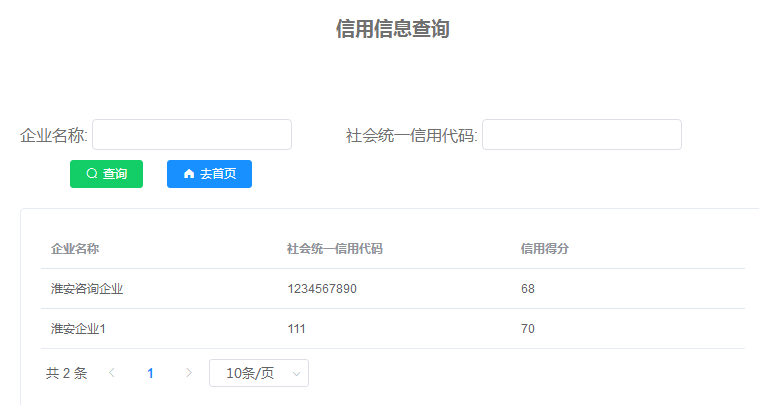 信用信息查询
企业名称: 社会统一信用代码:
查询 去首页
企业名称 社会统一信用代码 信用得分
淮安咨询企业 1234567890 68
淮安企业1 111 70
共 2 条 1 10条/页